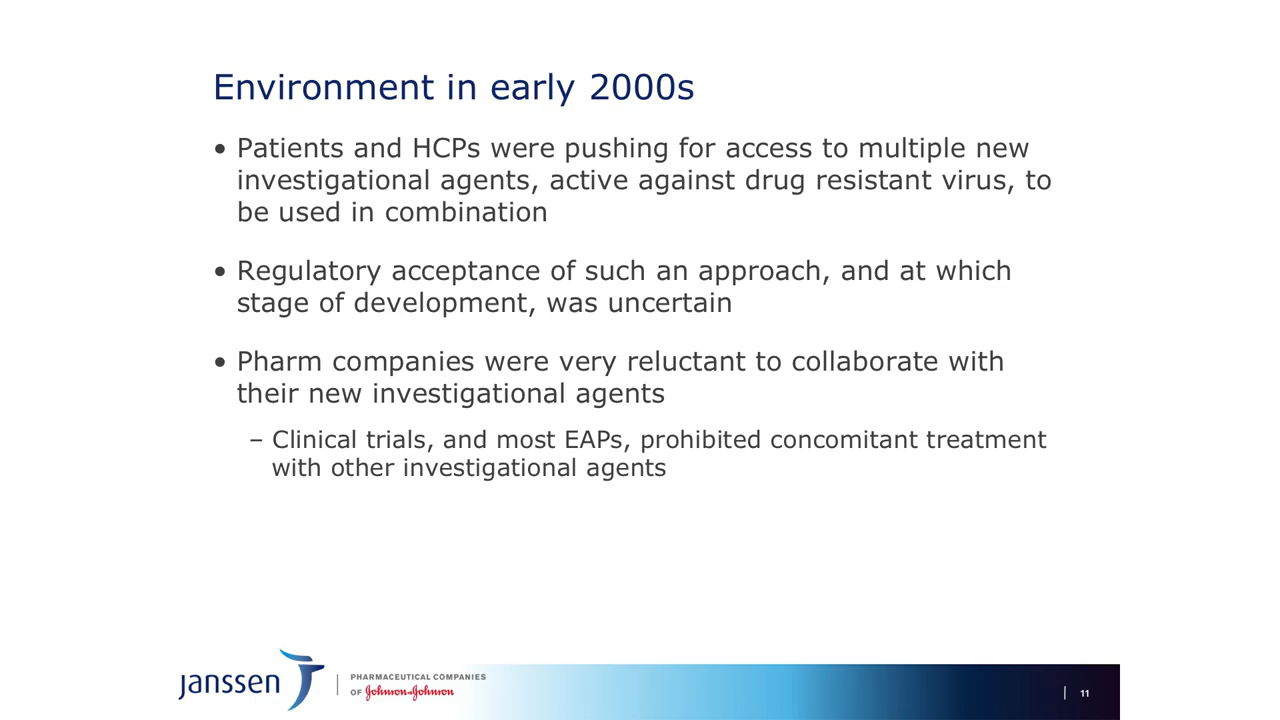 Environment in early 2000s
• Patients and HCPs were pushing for access to multiple new
investigational agents, active against drug resistant virus, to
be used in combination
• Regulatory acceptance of such an approach, and at which
stage of development, was uncertain
• Pharm companies were very reluctant to collaborate with
their new investigational agents
– Clinical trials, and most EAPs, prohibited concomitant treatment
with other investigational agents
janssen
PHARMACEUTICAL COMPANIES
OF Johnson & Johnson
11